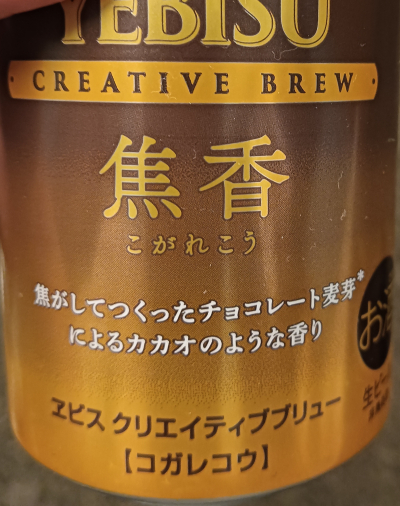 YEBISU
CREATIVE BREW
焦香
こがれこう
焦がしてつくったチョコレート麦芽*
によるカカオのような香り
お酒
ヱビス クリエイティブブリュー
【コガレコウ】